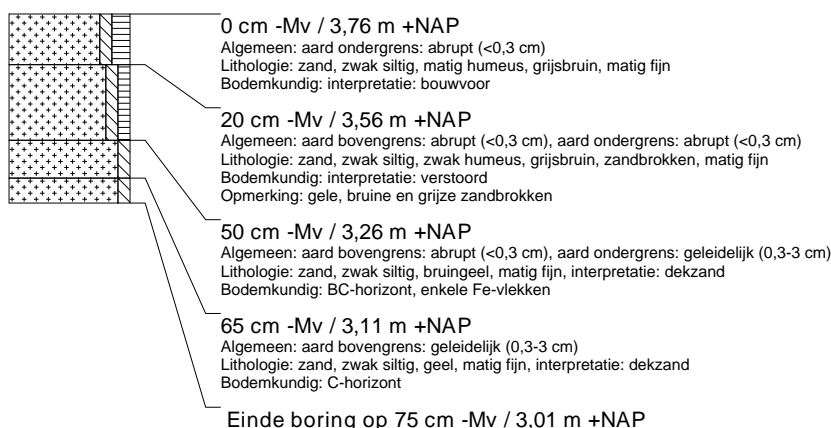 0 cm -Mv / 3,76 m +NAP
Algemeen: aard ondergrens: abrupt (<0,3 cm)
Lithologie: zand, zwak siltig, matig humeus, grijsbruin, matig fijn
Bodemkundig: interpretatie: bouwvoor
20 cm -Mv / 3,56 m +NAP
Algemeen: aard bovengrens: abrupt (<0,3 cm), aard ondergrens: abrupt (<0,3 cm)
Lithologie: zand, zwak siltig, zwak humeus, grijsbruin, zandbrokken, matig fijn
Bodemkundig: interpretatie: verstoord
Opmerking: gele, bruine en grijze zandbrokken
50 cm -Mv / 3,26 m +NAP
Algemeen: aard bovengrens: abrupt (<0,3 cm), aard ondergrens: geleidelijk (0,3-3 cm)
Lithologie: zand, zwak siltig, bruingeel, matig fijn, interpretatie: dekzand
Bodemkundig: BC-horizont, enkele Fe-vlekken
65 cm -Mv / 3,11 m +NAP
Algemeen: aard bovengrens: geleidelijk (0,3-3 cm)
Lithologie: zand, zwak siltig, geel, matig fijn, interpretatie: dekzand
Bodemkundig: C-horizont
Einde boring op 75 cm -Mv / 3,01 m +NAP